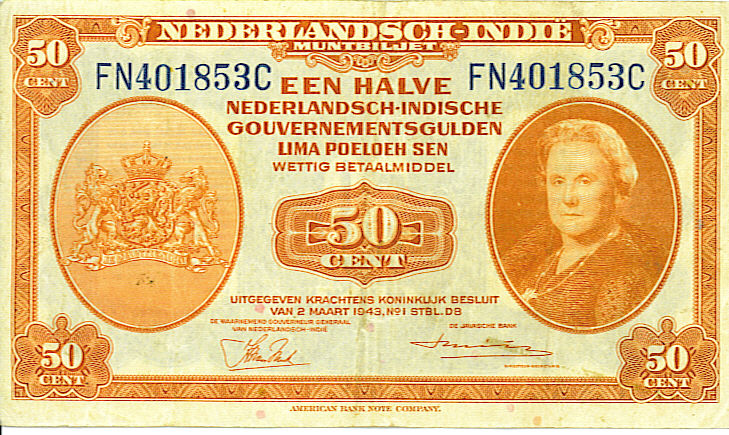 NEDERLANDSCH-INDIË
MUNTBILJET
50 CENT
50 CENT
FN401853C FN401853C
EEN HALVE
NEDERLANDSCH-INDISCHE
GOUVERNEMENTSGULDEN
LIMA POELOEH SEN
WETTIG BETAALMIDDEL
50
CENT
UITGEGEVEN KRACHTENS KONINKLIJK BESLUIT
VAN 2 MAART 1943, Nº1 STBL. D8
DE WAARNEMEND GOUVERNEUR GENERAAL
VAN NEDERLANDSCH-INDIË
DE JAVASCHE BANK
50 CENT
50 CENT
AMERICAN BANK NOTE COMPANY.